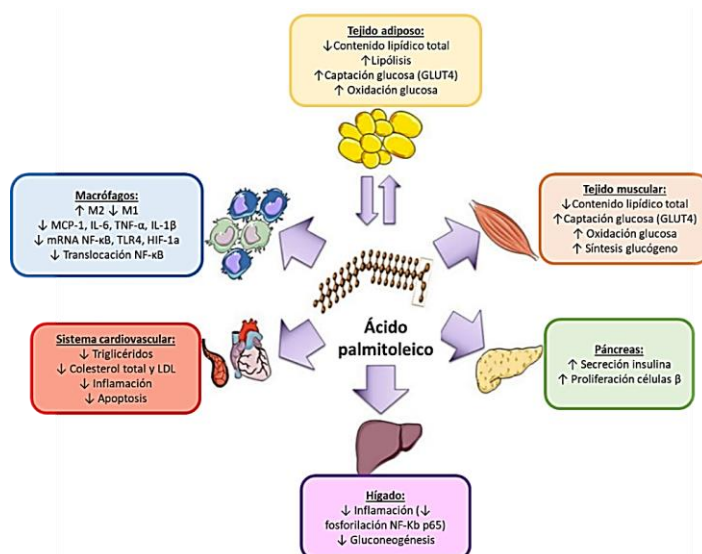 Tejido adiposo:
↓Contenido lipídico total
↑Lipólisis
↑Captación glucosa (GLUT4)
↑ Oxidación glucosa
Macrófagos:
↑ M2 ↓ M1
↓ MCP-1, IL-6, TNF-α, IL-1β
↓ mRNA NF-κB, TLR4, HIF-1a
↓ Translocación NF-κB
Tejido muscular:
↓Contenido lipídico total
↑Captación glucosa (GLUT4)
↑ Oxidación glucosa
↑ Síntesis glucógeno
Ácido
palmitoleico
Sistema cardiovascular:
↓ Triglicéridos
↓ Colesterol total y LDL
↓ Inflamación
↓ Apoptosis
Páncreas:
↑ Secreción insulina
↑ Proliferación células β
Hígado:
↓ Inflamación (↓
fosforilación NF-Kb p65)
↓ Gluconeogénesis